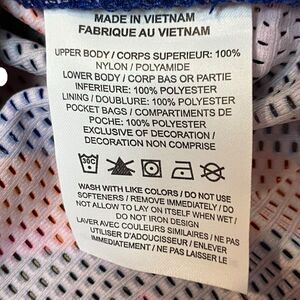 MADE IN VIETNAM
FABRIQUE AU VIETNAM
UPPER BODY / CORPS SUPERIEUR: 100%
NYLON / POLYAMIDE
LOWER BODY / CORP BAS OR PARTIE
INFERIEURE: 100% POLYESTER
LINING / DOUBLURE: 100% POLYESTER
POCKET BAGS / COMPARTIMENTS DE
POCHE: 100% POLYESTER
EXCLUSIVE OF DECORATION /
DECORATION NON COMPRISE
30C
WASH WITH LIKE COLORS / DO NOT USE
SOFTENERS / REMOVE IMMEDIATELY / DO
NOT ALLOW TO LAY ON ITSELF WHEN WET /
DO NOT IRON DESIGN
LAVER AVEC COULEURS SIMILAIRES / NE PAS
UTILISER D'ADOUCISSEUR / ENLEVER
IMMEDIATEMENT / NE PAS LAISSER LE